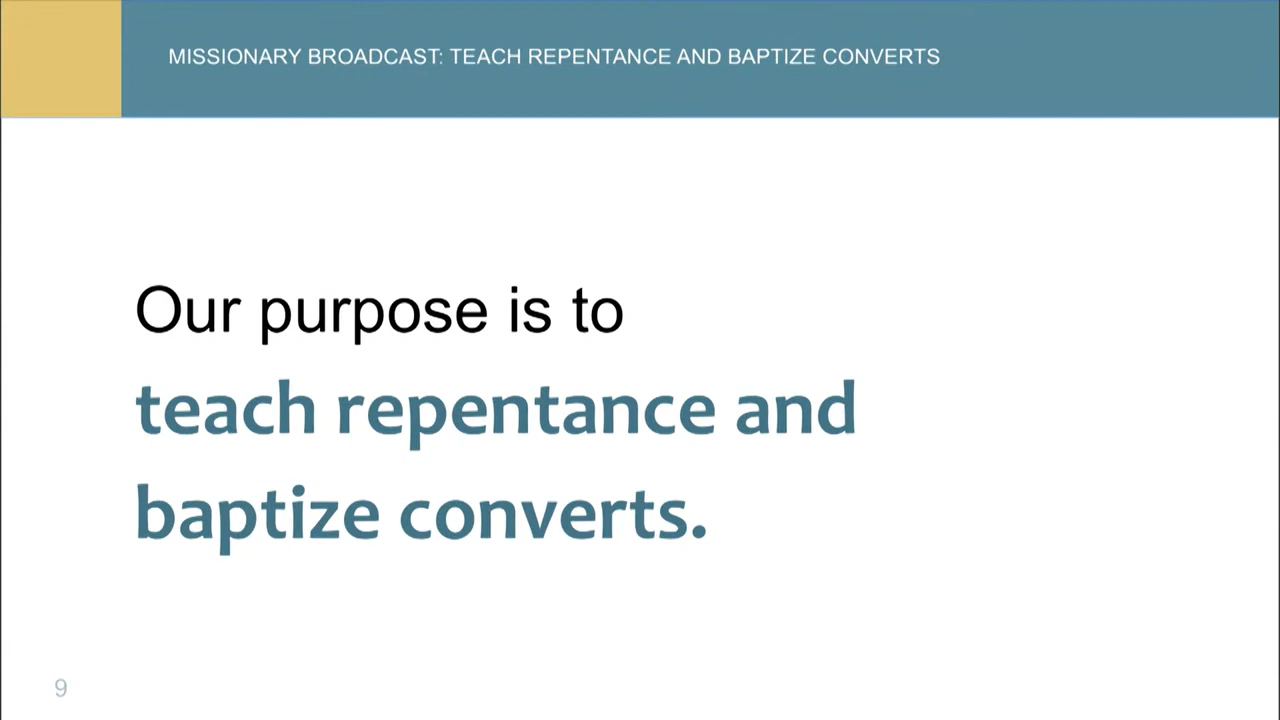 MISSIONARY BROADCAST: TEACH REPENTANCE AND BAPTIZE CONVERTS
Our purpose is to
teach repentance and
baptize converts.
9